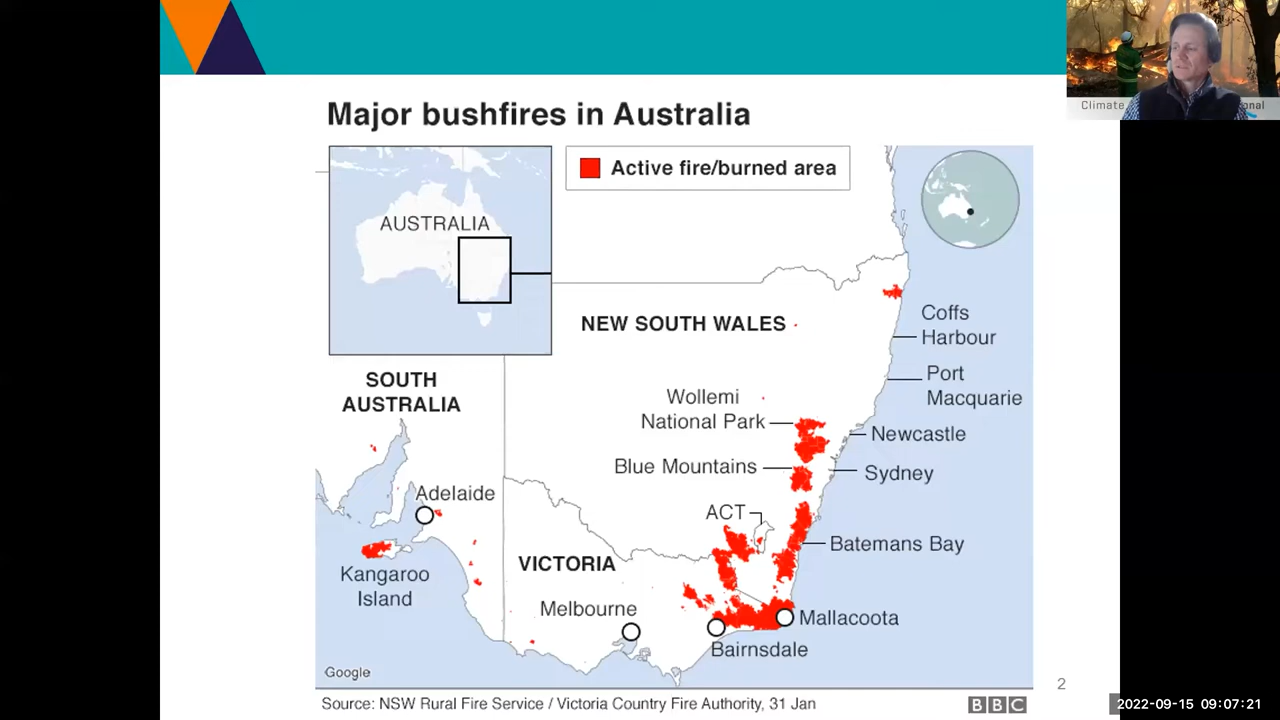 Major bushfires in Australia
Active fire/burned area
AUSTRALIA
NEW SOUTH WALES
Coffs
Harbour
Port
Macquarie
SOUTH
AUSTRALIA
Wollemi
National Park
Newcastle
Blue Mountains
Sydney
Adelaide
ACT
Batemans Bay
VICTORIA
Kangaroo
Island
Melbourne
Mallacoota
Bairnsdale
Google
Source: NSW Rural Fire Service / Victoria Country Fire Authority, 31 Jan
BBC
2
Climate
2022-09-15 09:07:21